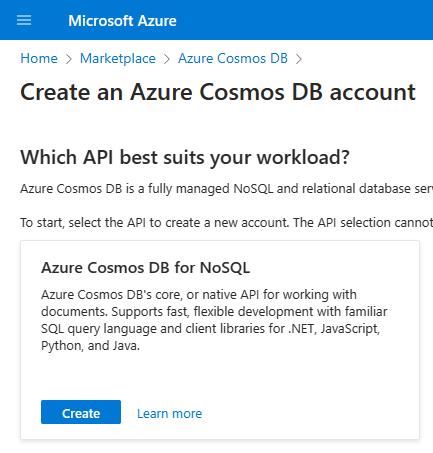 Microsoft Azure
Home > Marketplace > Azure Cosmos DB >
Create an Azure Cosmos DB account
Which API best suits your workload?
Azure Cosmos DB is a fully managed NoSQL and relational database ser
To start, select the API to create a new account. The API selection cannot
Azure Cosmos DB for NoSQL
Azure Cosmos DB's core, or native API for working with
documents. Supports fast, flexible development with familiar
SQL query language and client libraries for .NET, JavaScript,
Python, and Java.
Create Learn more